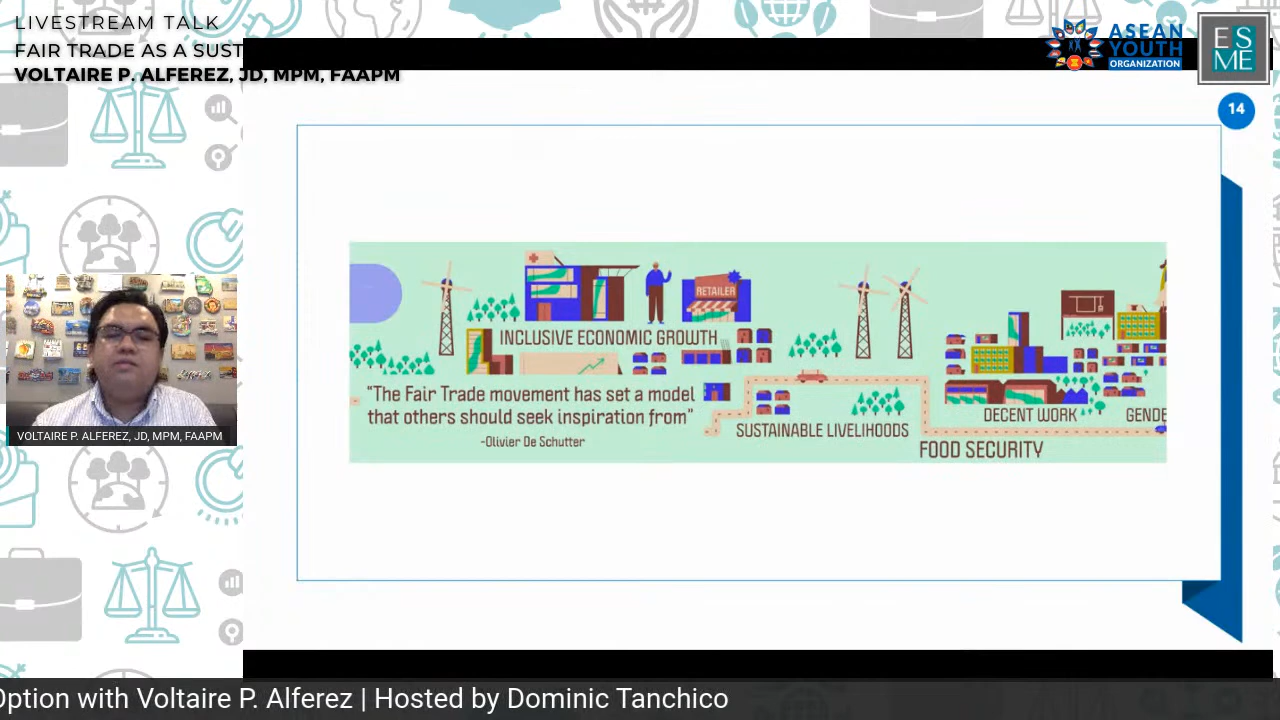 LIVESTREAM TALK
FAIR TRADE AS A SUST
VOLTAIRE P. ALFEREZ, JD, MPM, FAAPM
ASEAN
YOUTH
ORGANIZATION
ES
ME
14
RETAILER
INCLUSIVE ECONOMIC GROWTH
“The Fair Trade movement has set a model
that others should seek inspiration from”
-Olivier De Schutter
SUSTAINABLE LIVELIHOODS
DECENT WORK
GENDE
FOOD SECURITY
VOLTAIRE P. ALFEREZ, JD, MPM, FAAPM
Option with Voltaire P. Alferez | Hosted by Dominic Tanchico